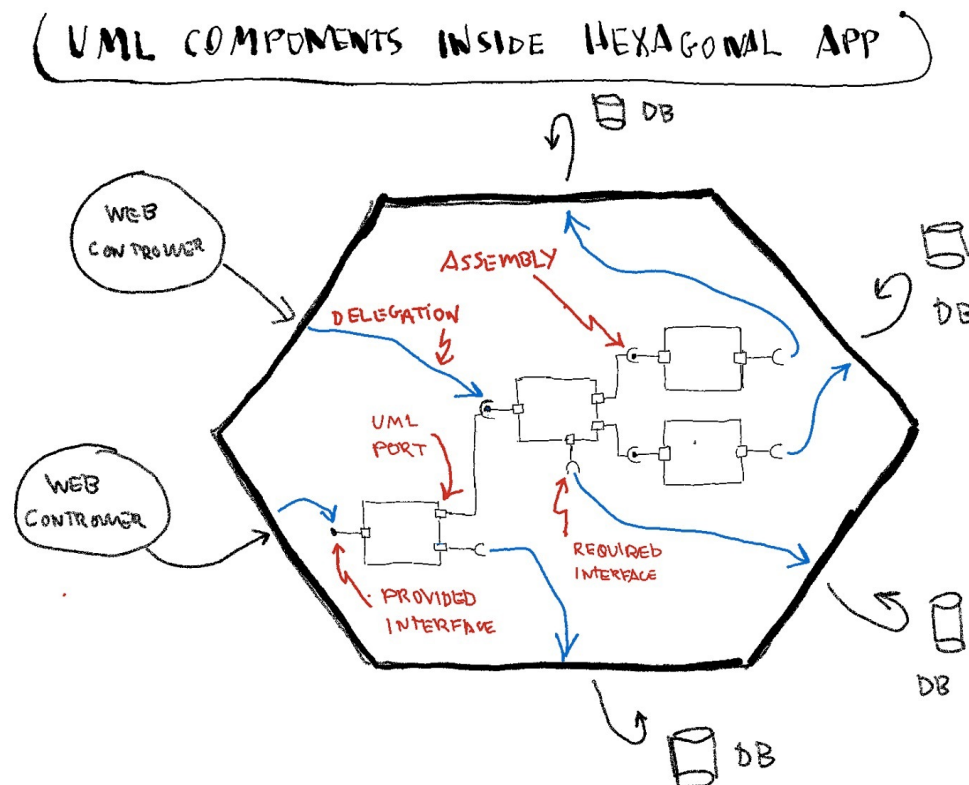 UML COMPONENTS INSIDE HEXAGONAL APP
DB
WEB
CONTROLLER
ASSEMBLY
DB
DELEGATION
UML
PORT
WEB
CONTROLLER
REQUIRED
INTERFACE
PROVIDED
INTERFACE
DB
DB